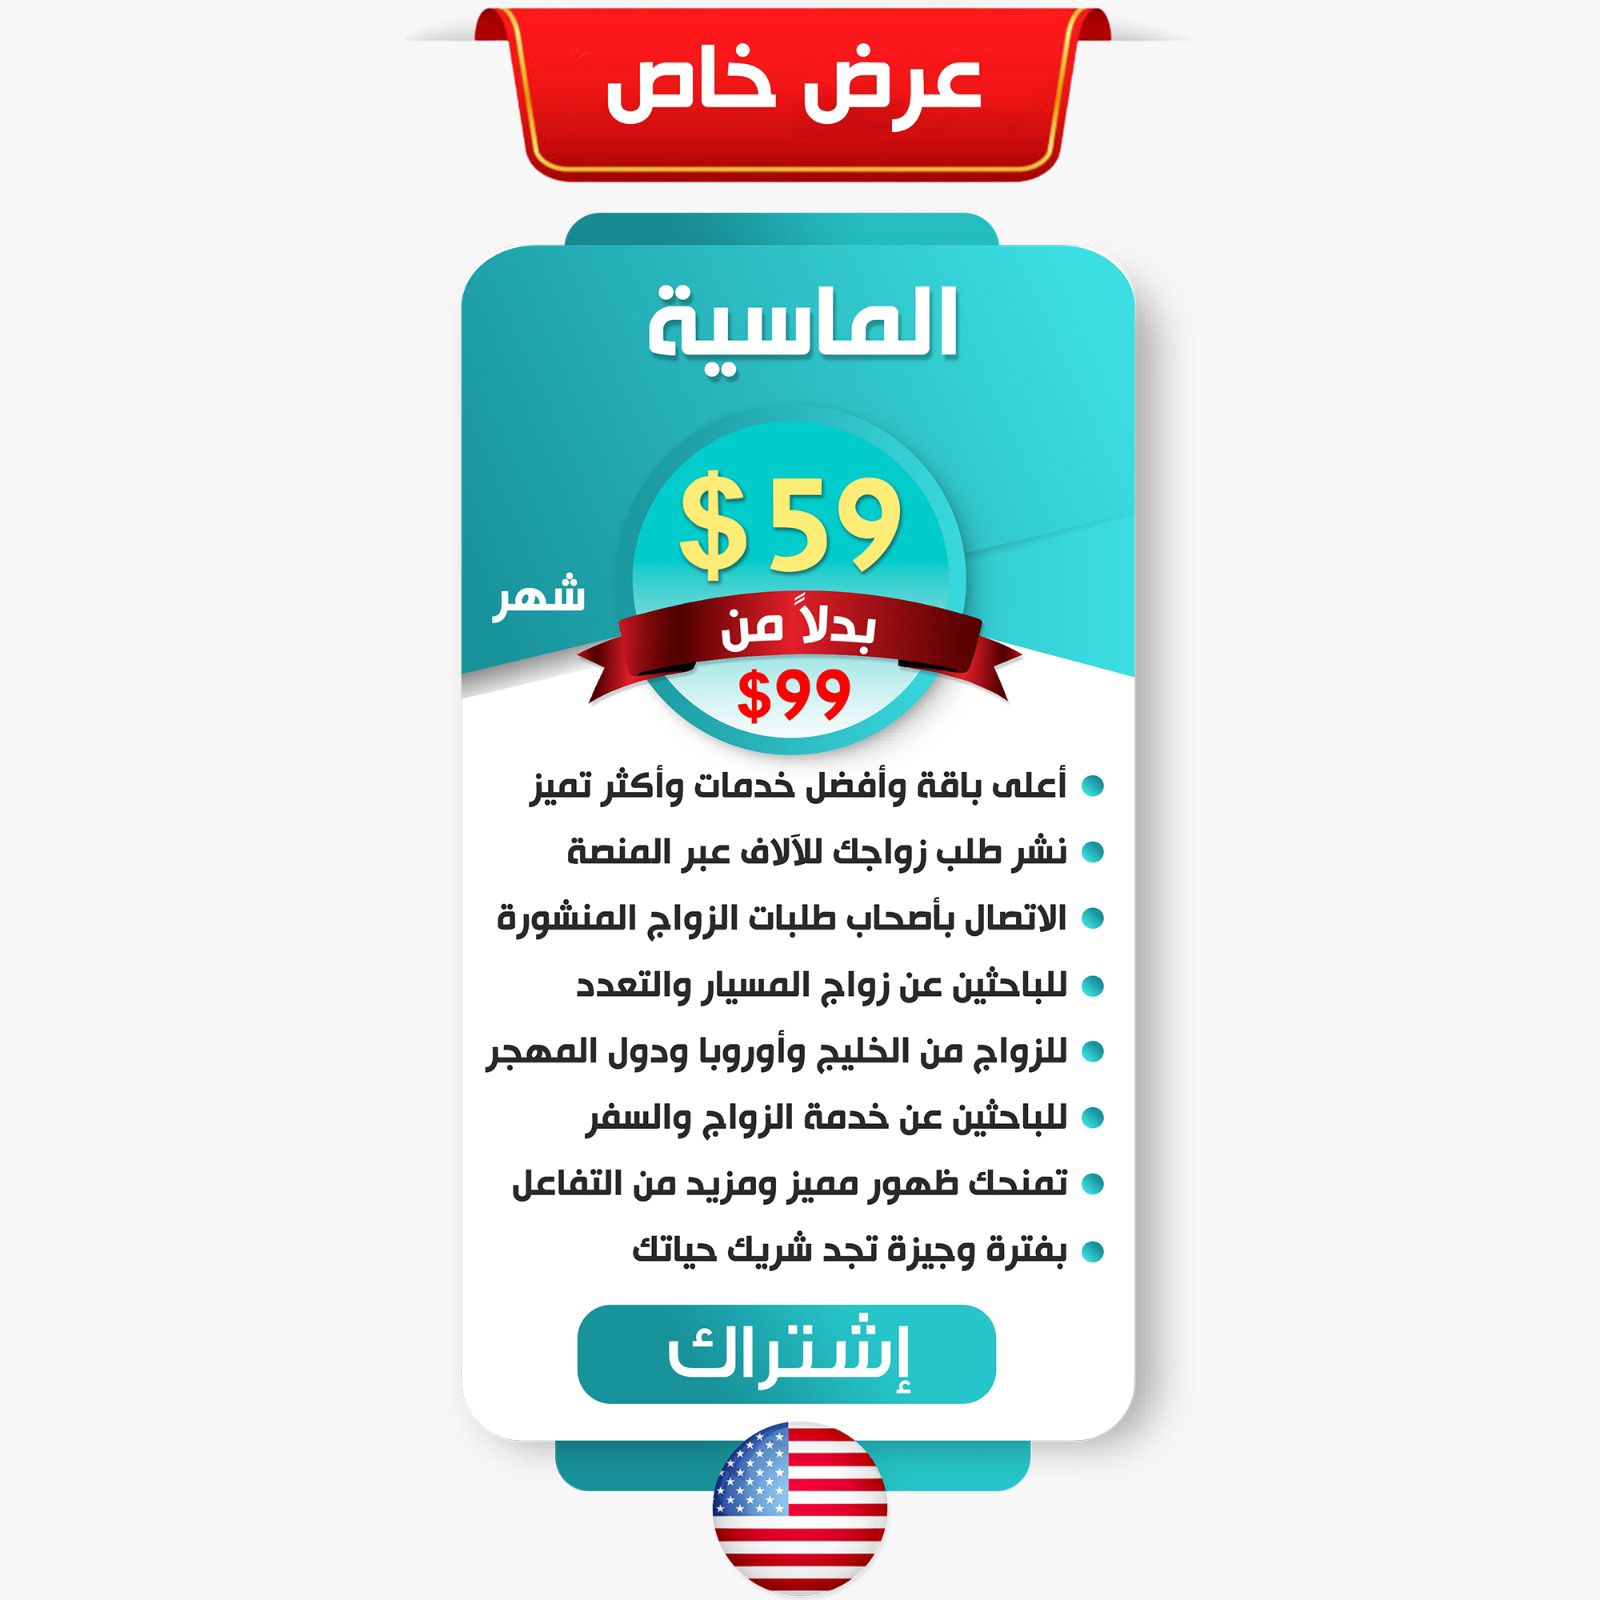 عرض خاص
الماسية
$59
شهر
بدلاً من
$99
أعلى باقة وأفضل خدمات وأكثر تميز
نشر طلب زواجك للآلاف عبر المنصة
الاتصال بأصحاب طلبات الزواج المنشورة
للباحثين عن زواج المسيار والتعدد
للزواج من الخليج وأوروبا ودول المهجر
للباحثين عن خدمة الزواج والسفر
تمنحك ظهور مميز ومزيد من التفاعل
بفترة وجيزة تجد شريك حياتك
إشتراك